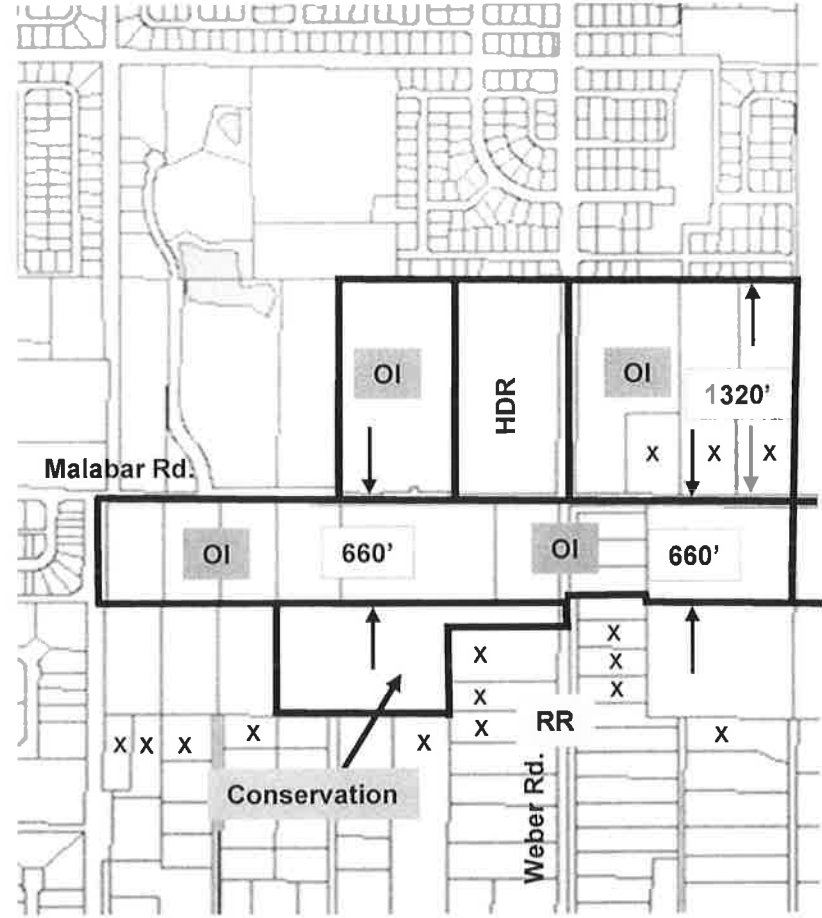 OI
HDR
OI
1320'
X
X
X
Malabar Rd.
OI
660'
OI
660'
X
X
X
X
X
X
RR
X
X
X
X
X
X
Conservation
Weber Rd.